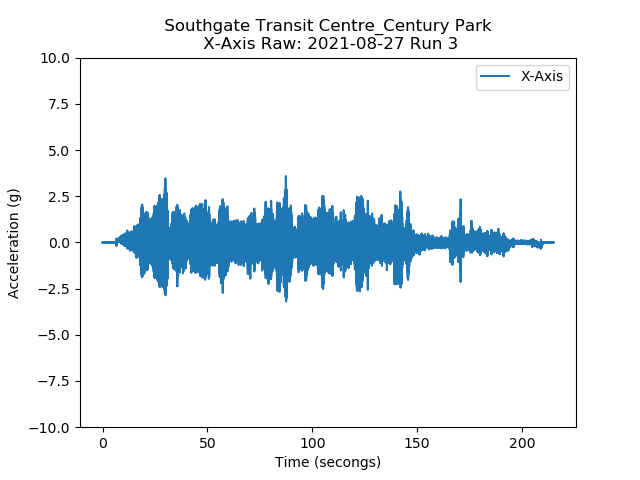 Southgate Transit Centre_Century Park
X-Axis Raw: 2021-08-27 Run 3
X-Axis
10.0
7.5
5.0
2.5
0.0
−2.5
−5.0
−7.5
−10.0
Acceleration (g)
0 50 100 150 200
Time (secongs)